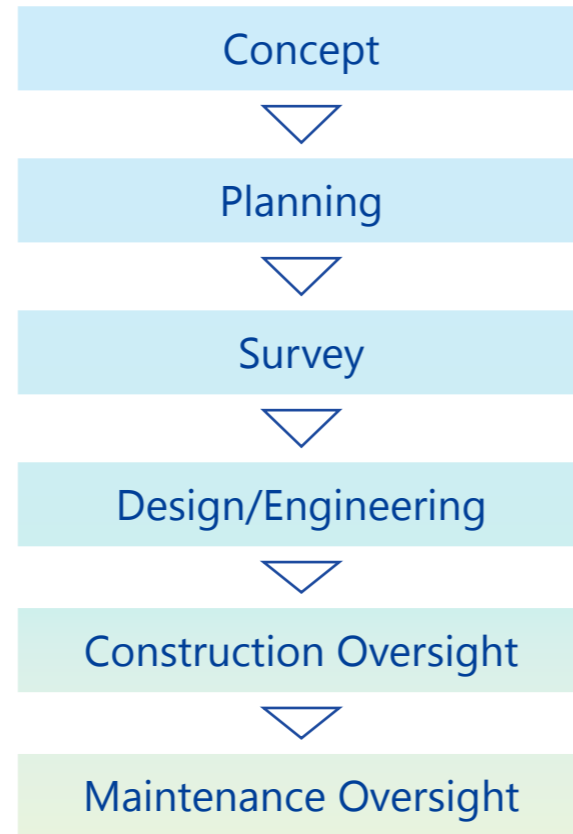 Concept
Planning
Survey
Design/Engineering
Construction Oversight
Maintenance Oversight